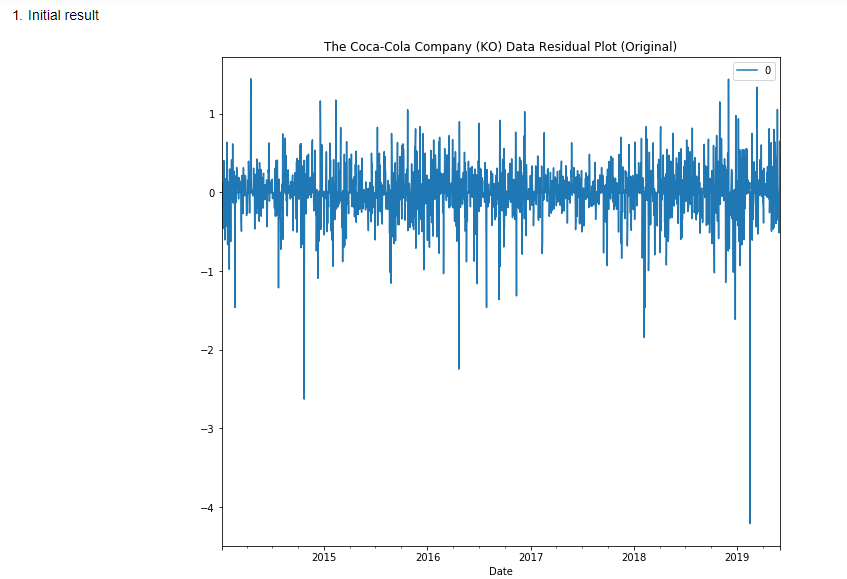 1. Initial result
The Coca-Cola Company (KO) Data Residual Plot (Original)
0
1
0
−1
−2
−3
−4
2015 2016 2017 2018 2019
Date